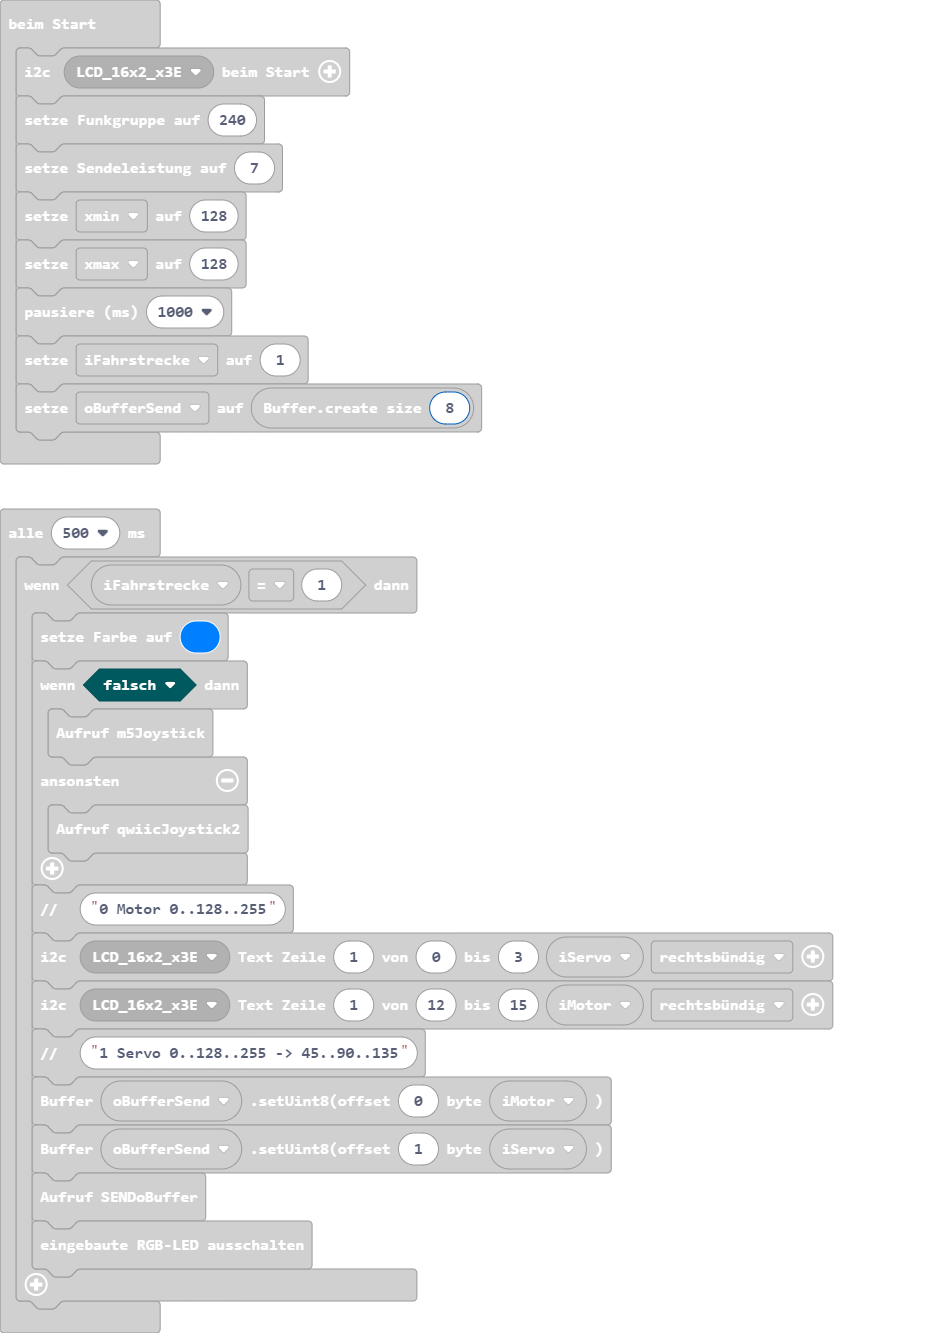 beim Start
i2c LCD_16x2_x3E beim Start
setze Funkgruppe auf 240
setze Sendeleistung auf 7
setze xmin auf 128
setze xmax auf 128
pausiere (ms) 1000
setze iFahrstrecke auf 1
setze oBufferSend auf Buffer.create size 8
alle 500 ms
wenn iFahrstrecke = 1 dann
setze Farbe auf
wenn falsch dann
Aufruf m5Joystick
ansonsten
Aufruf qwiicJoystick2
// "0 Motor 0..128..255"
i2c LCD_16x2_x3E Text Zeile 1 von 0 bis 3 iServo rechtsbündig
i2c LCD_16x2_x3E Text Zeile 1 von 12 bis 15 iMotor rechtsbündig
// "1 Servo 0..128..255 -> 45..90..135"
Buffer oBufferSend .setUint8(offset 0 byte iMotor )
Buffer oBufferSend .setUint8(offset 1 byte iServo )
Aufruf SENDoBuffer
eingebaute RGB-LED ausschalten